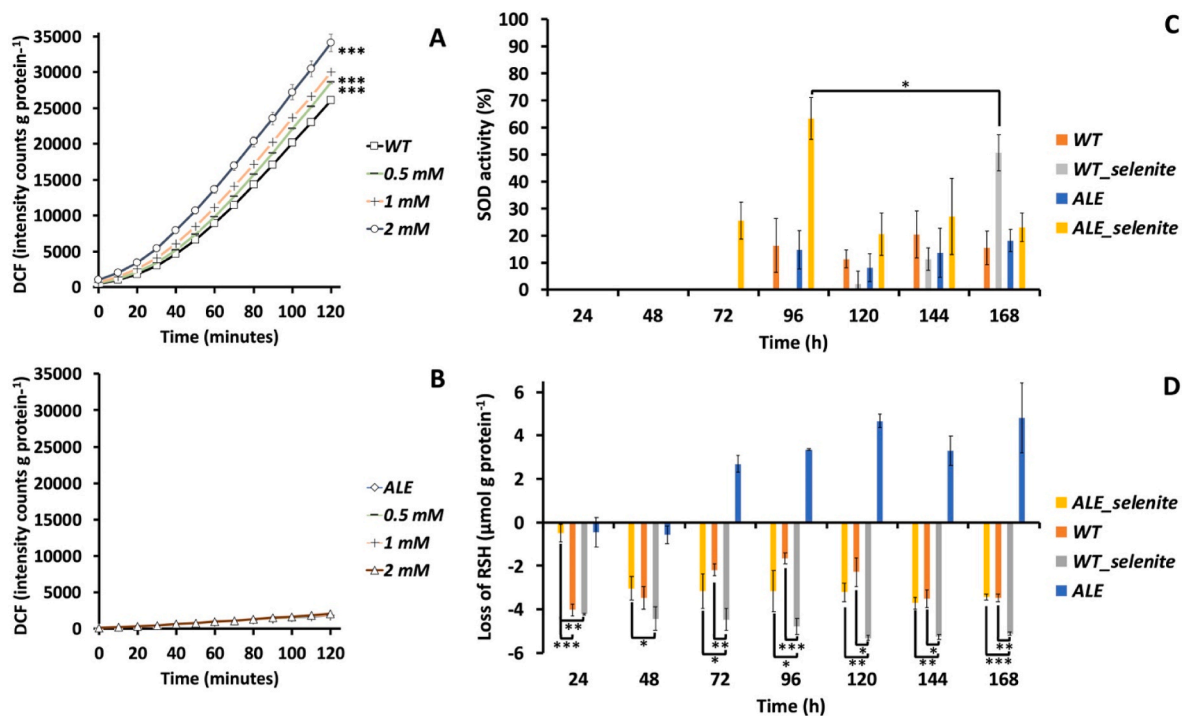 A
35000
30000
25000
20000
15000
10000
5000
0
DCF (intensity counts g protein-1)
0 20 40 60 80 100 120
Time (minutes)
***
***
***
WT
0.5 mM
1 mM
2 mM
B
35000
30000
25000
20000
15000
10000
5000
0
DCF (intensity counts g protein-1)
0 20 40 60 80 100 120
Time (minutes)
ALE
0.5 mM
1 mM
2 mM
C
100
90
80
70
60
50
40
30
20
10
0
SOD activity (%)
*
24 48 72 96 120 144 168
Time (h)
WT
WT_selenite
ALE
ALE_selenite
D
6
4
2
0
-2
-4
-6
Loss of RSH (µmol g protein-1)
** * ** *** * * **
*** * * ** ** ***
24 48 72 96 120 144 168
Time (h)
ALE_selenite
WT
WT_selenite
ALE